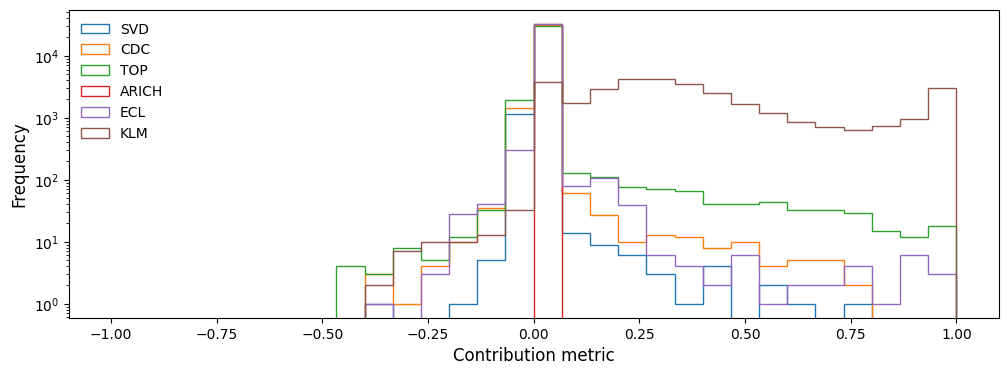 SVD
CDC
TOP
ARICH
ECL
KLM
Frequency
10⁴
10³
10²
10¹
10⁰
−1.00 −0.75 −0.50 −0.25 0.00 0.25 0.50 0.75 1.00
Contribution metric